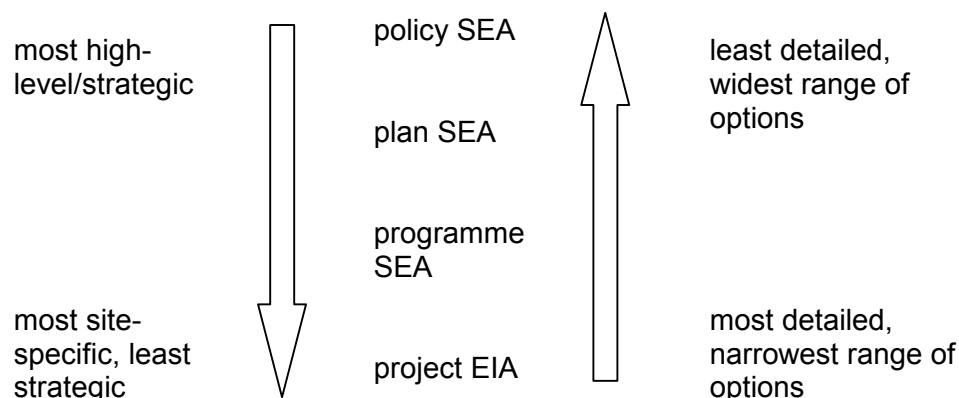 most high-
level/strategic
policy SEA
least detailed,
widest range of
options
plan SEA
programme
SEA
most site-
specific, least
strategic
project EIA
most detailed,
narrowest range of
options